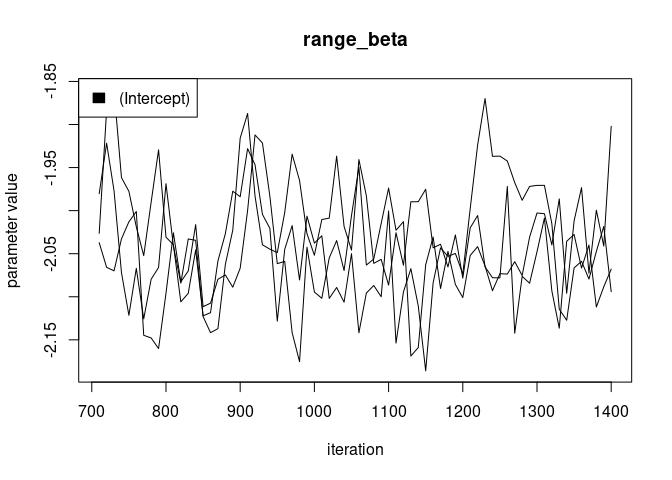 range_beta
(Intercept)
parameter value
-1.85
-1.95
-2.05
-2.15
700 800 900 1000 1100 1200 1300 1400
iteration